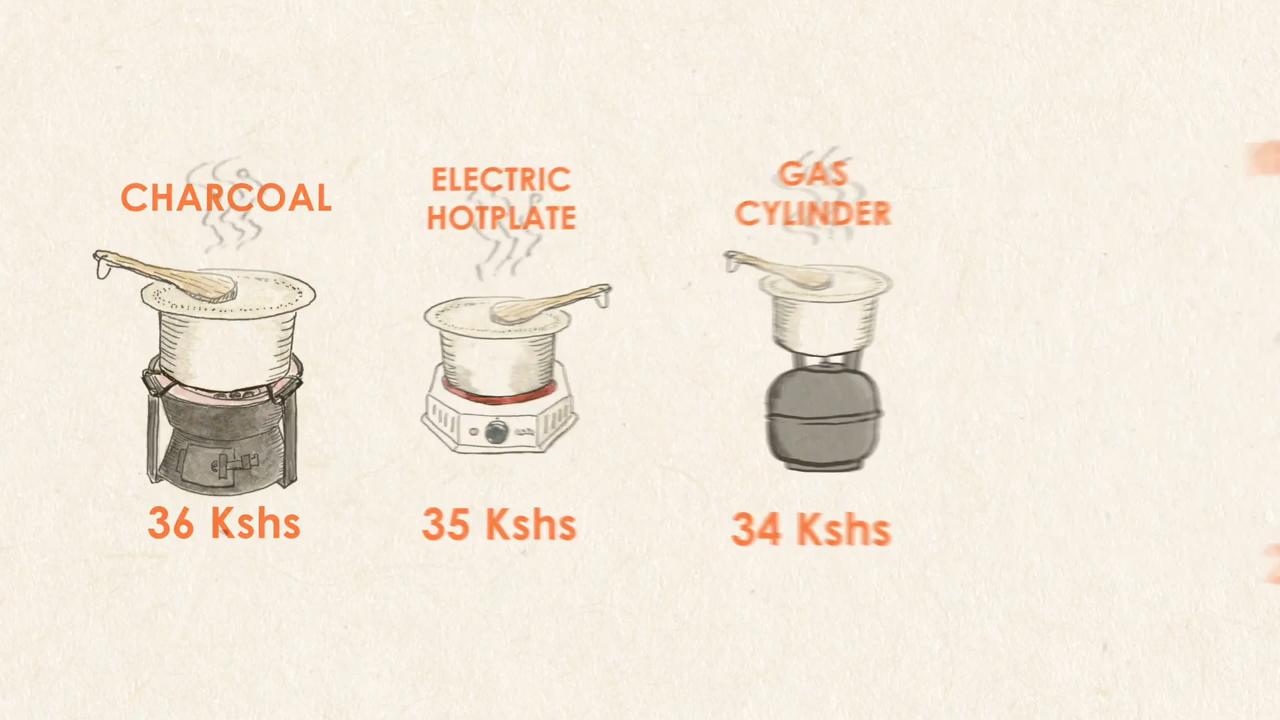 CHARCOAL
36 Kshs
ELECTRIC
HOTPLATE
35 Kshs
GAS
CYLINDER
34 Kshs